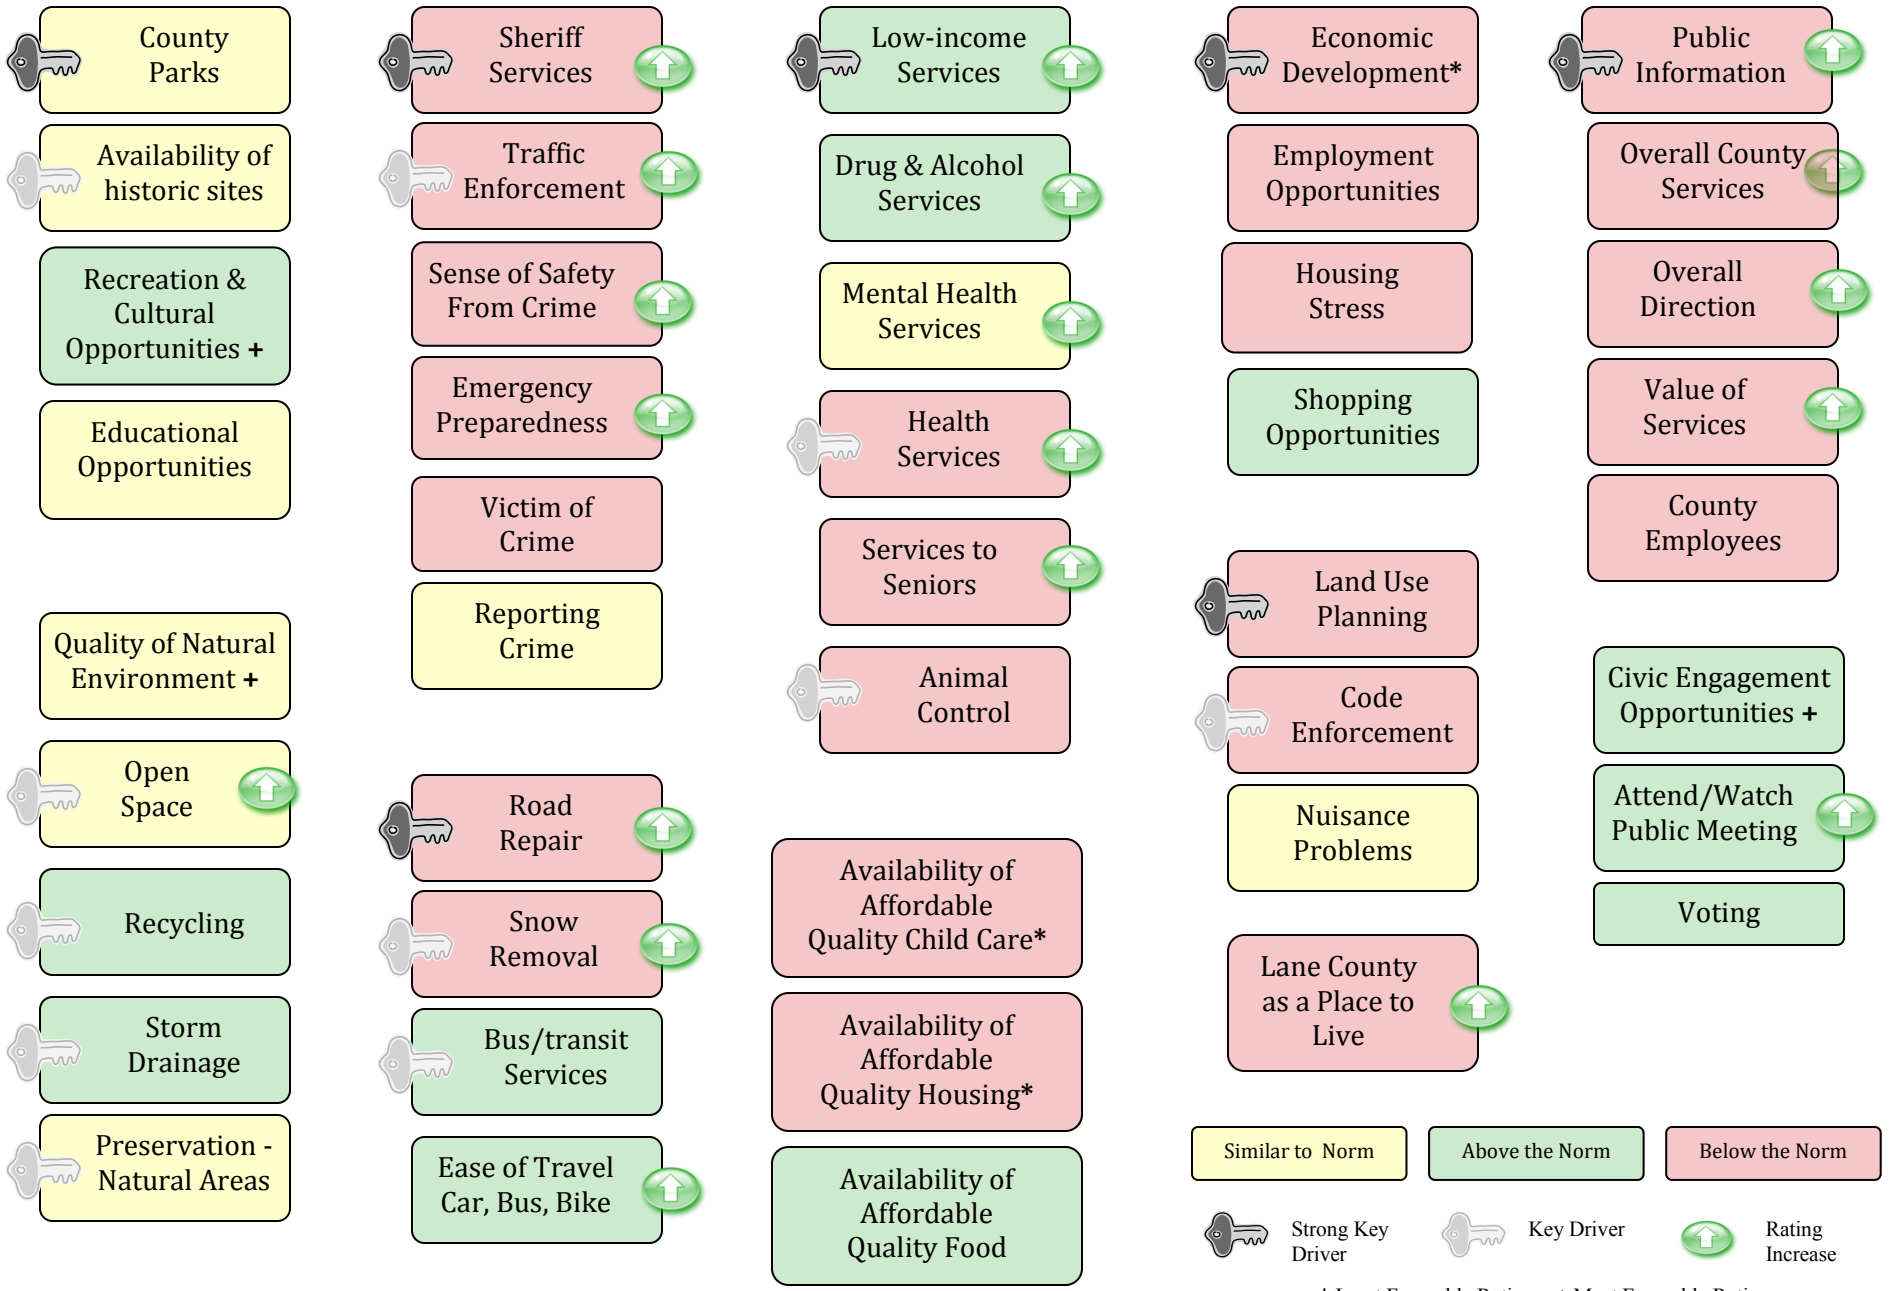 County
Parks
Availability of
historic sites
Recreation &
Cultural
Opportunities +
Educational
Opportunities
Quality of Natural
Environment +
Open
Space
Recycling
Storm
Drainage
Preservation -
Natural Areas
Sheriff
Services
Traffic
Enforcement
Sense of Safety
From Crime
Emergency
Preparedness
Victim of
Crime
Reporting
Crime
Road
Repair
Snow
Removal
Bus/transit
Services
Ease of Travel
Car, Bus, Bike
Low-income
Services
Drug & Alcohol
Services
Mental Health
Services
Health
Services
Services to
Seniors
Animal
Control
Availability of
Affordable
Quality Child Care*
Availability of
Affordable
Quality Housing*
Availability of
Affordable
Quality Food
Economic
Development*
Employment
Opportunities
Housing
Stress
Shopping
Opportunities
Land Use
Planning
Code
Enforcement
Nuisance
Problems
Lane County
as a Place to
Live
Public
Information
Overall County
Services
Overall
Direction
Value of
Services
County
Employees
Civic Engagement
Opportunities +
Attend/Watch
Public Meeting
Voting
Similar to Norm
Above the Norm
Below the Norm
Strong Key
Driver
Key Driver
Rating
Increase